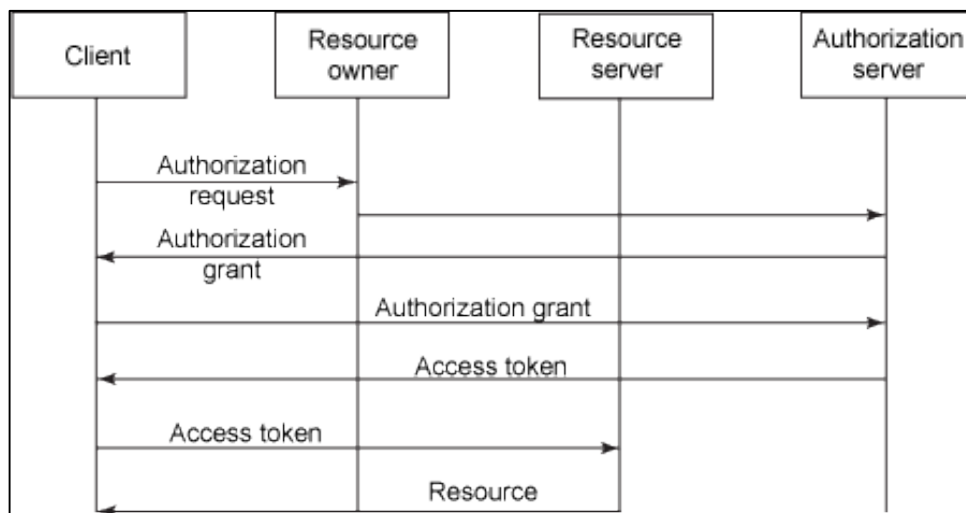 Client
Resource
owner
Resource
server
Authorization
server
Authorization
request
Authorization
grant
Authorization grant
Access token
Access token
Resource